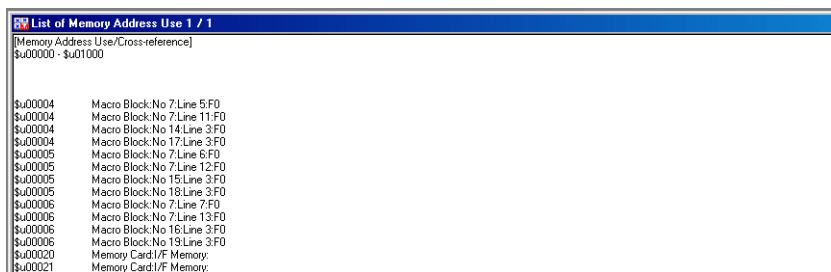 List of Memory Address Use 1 / 1
[Memory Address Use/Cross-reference]
$u00000 - $u01000
$u00004 Macro Block:No 7:Line 5:F0
$u00004 Macro Block:No 7:Line 11:F0
$u00004 Macro Block:No 14:Line 3:F0
$u00004 Macro Block:No 17:Line 3:F0
$u00005 Macro Block:No 7:Line 6:F0
$u00005 Macro Block:No 7:Line 12:F0
$u00005 Macro Block:No 15:Line 3:F0
$u00005 Macro Block:No 18:Line 3:F0
$u00006 Macro Block:No 7:Line 7:F0
$u00006 Macro Block:No 7:Line 13:F0
$u00006 Macro Block:No 16:Line 3:F0
$u00006 Macro Block:No 19:Line 3:F0
$u00020 Memory Card:I/F Memory:
$u00021 Memory Card:I/F Memory: